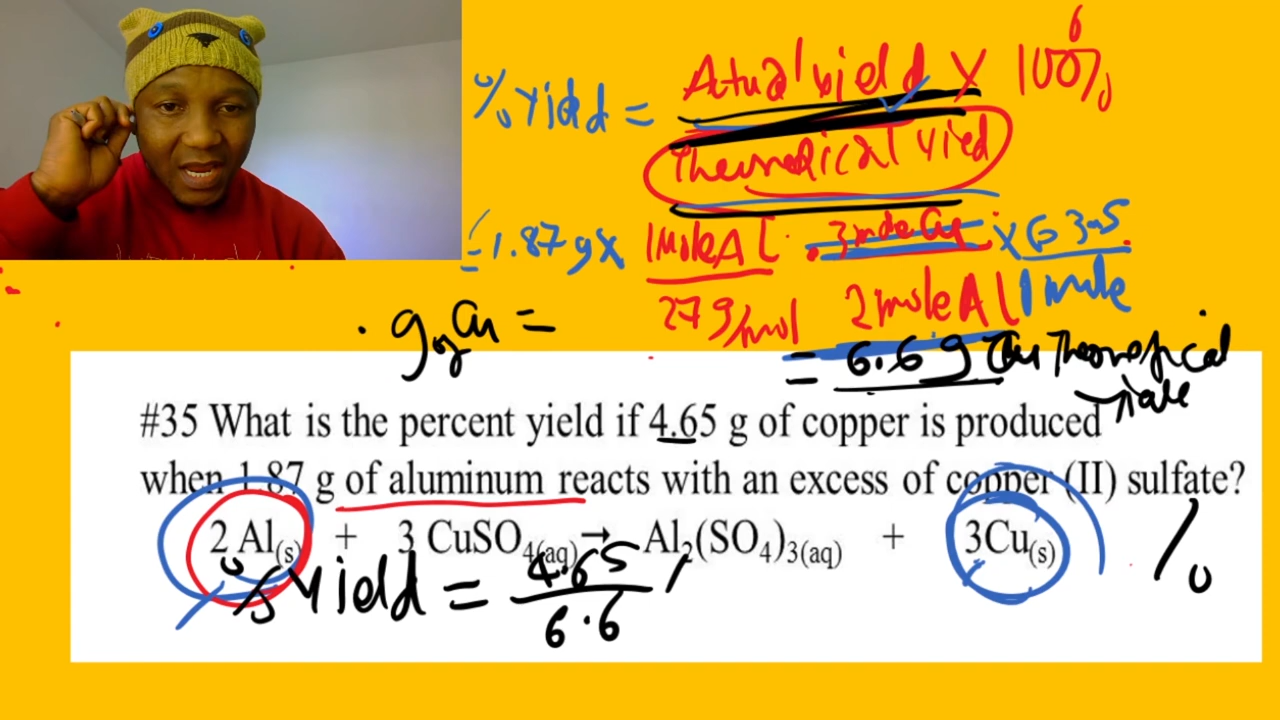 % Yield = Actual yield X 100%
Theoredical Yied
= 1.87 g x 1 Mole Al . 3 mole Cu x 63.5
27 g/mol 2 mole Al 1 mole
g of Cu =
= 6.6 g Cu Theoretical
#35 What is the percent yield if 4.65 g of copper is produced
when 1.87 g of aluminum reacts with an excess of copper (II) sulfate?
2 Al(s) + 3 CuSO4(aq) → Al2(SO4)3(aq) + 3Cu(s)
% Yield = 4.65
6.6
%